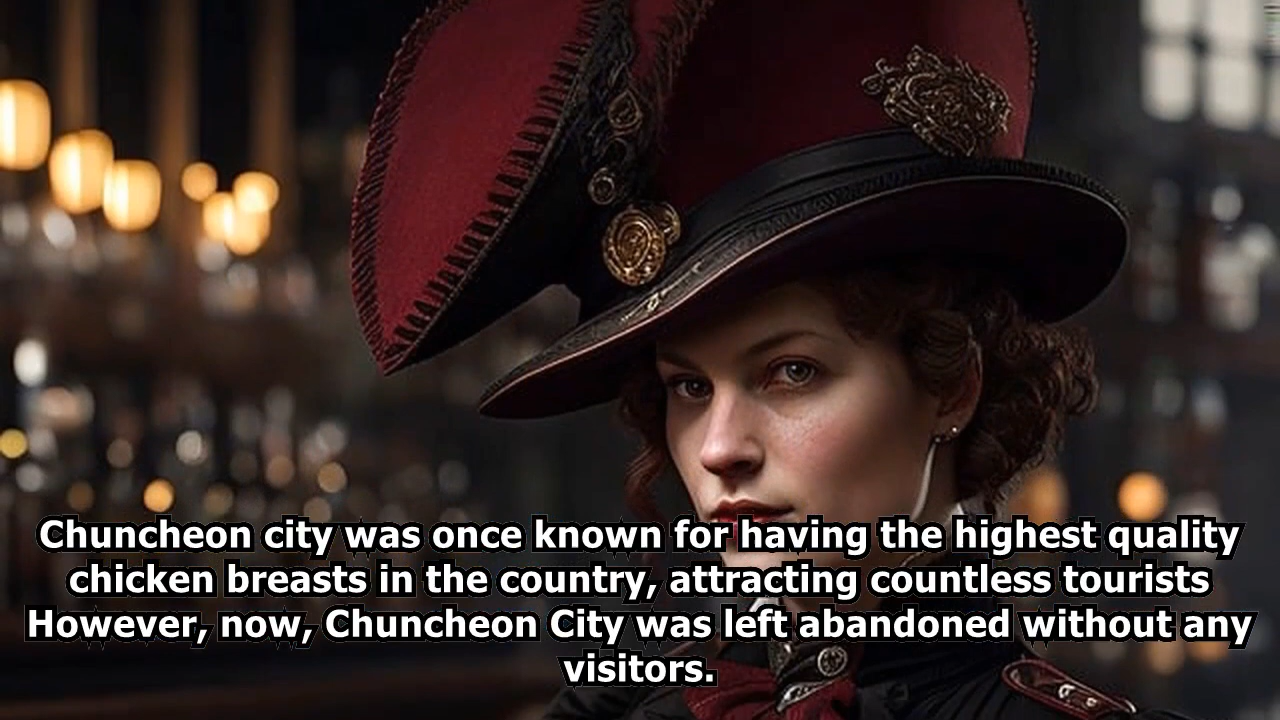 Chuncheon city was once known for having the highest quality
chicken breasts in the country, attracting countless tourists
However, now, Chuncheon City was left abandoned without any
visitors.